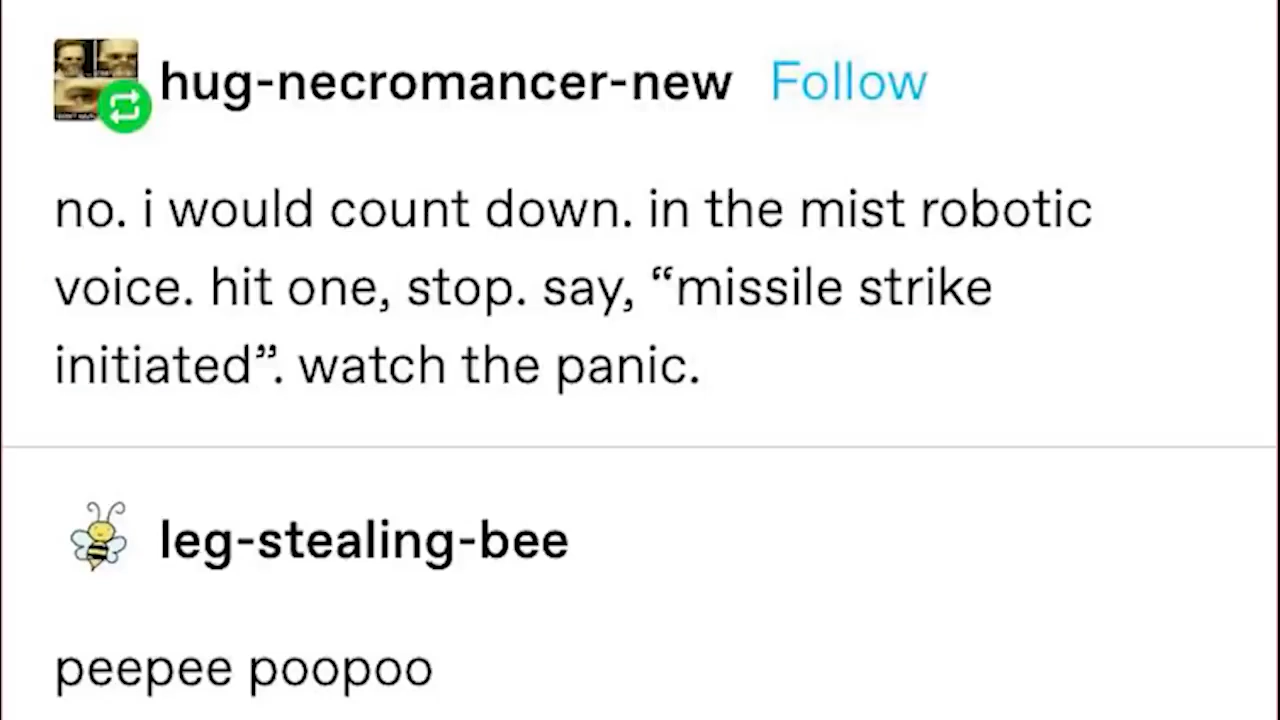 hug-necromancer-new Follow
no. i would count down. in the mist robotic
voice. hit one, stop. say, “missile strike
initiated”. watch the panic.
leg-stealing-bee
peepee poopoo